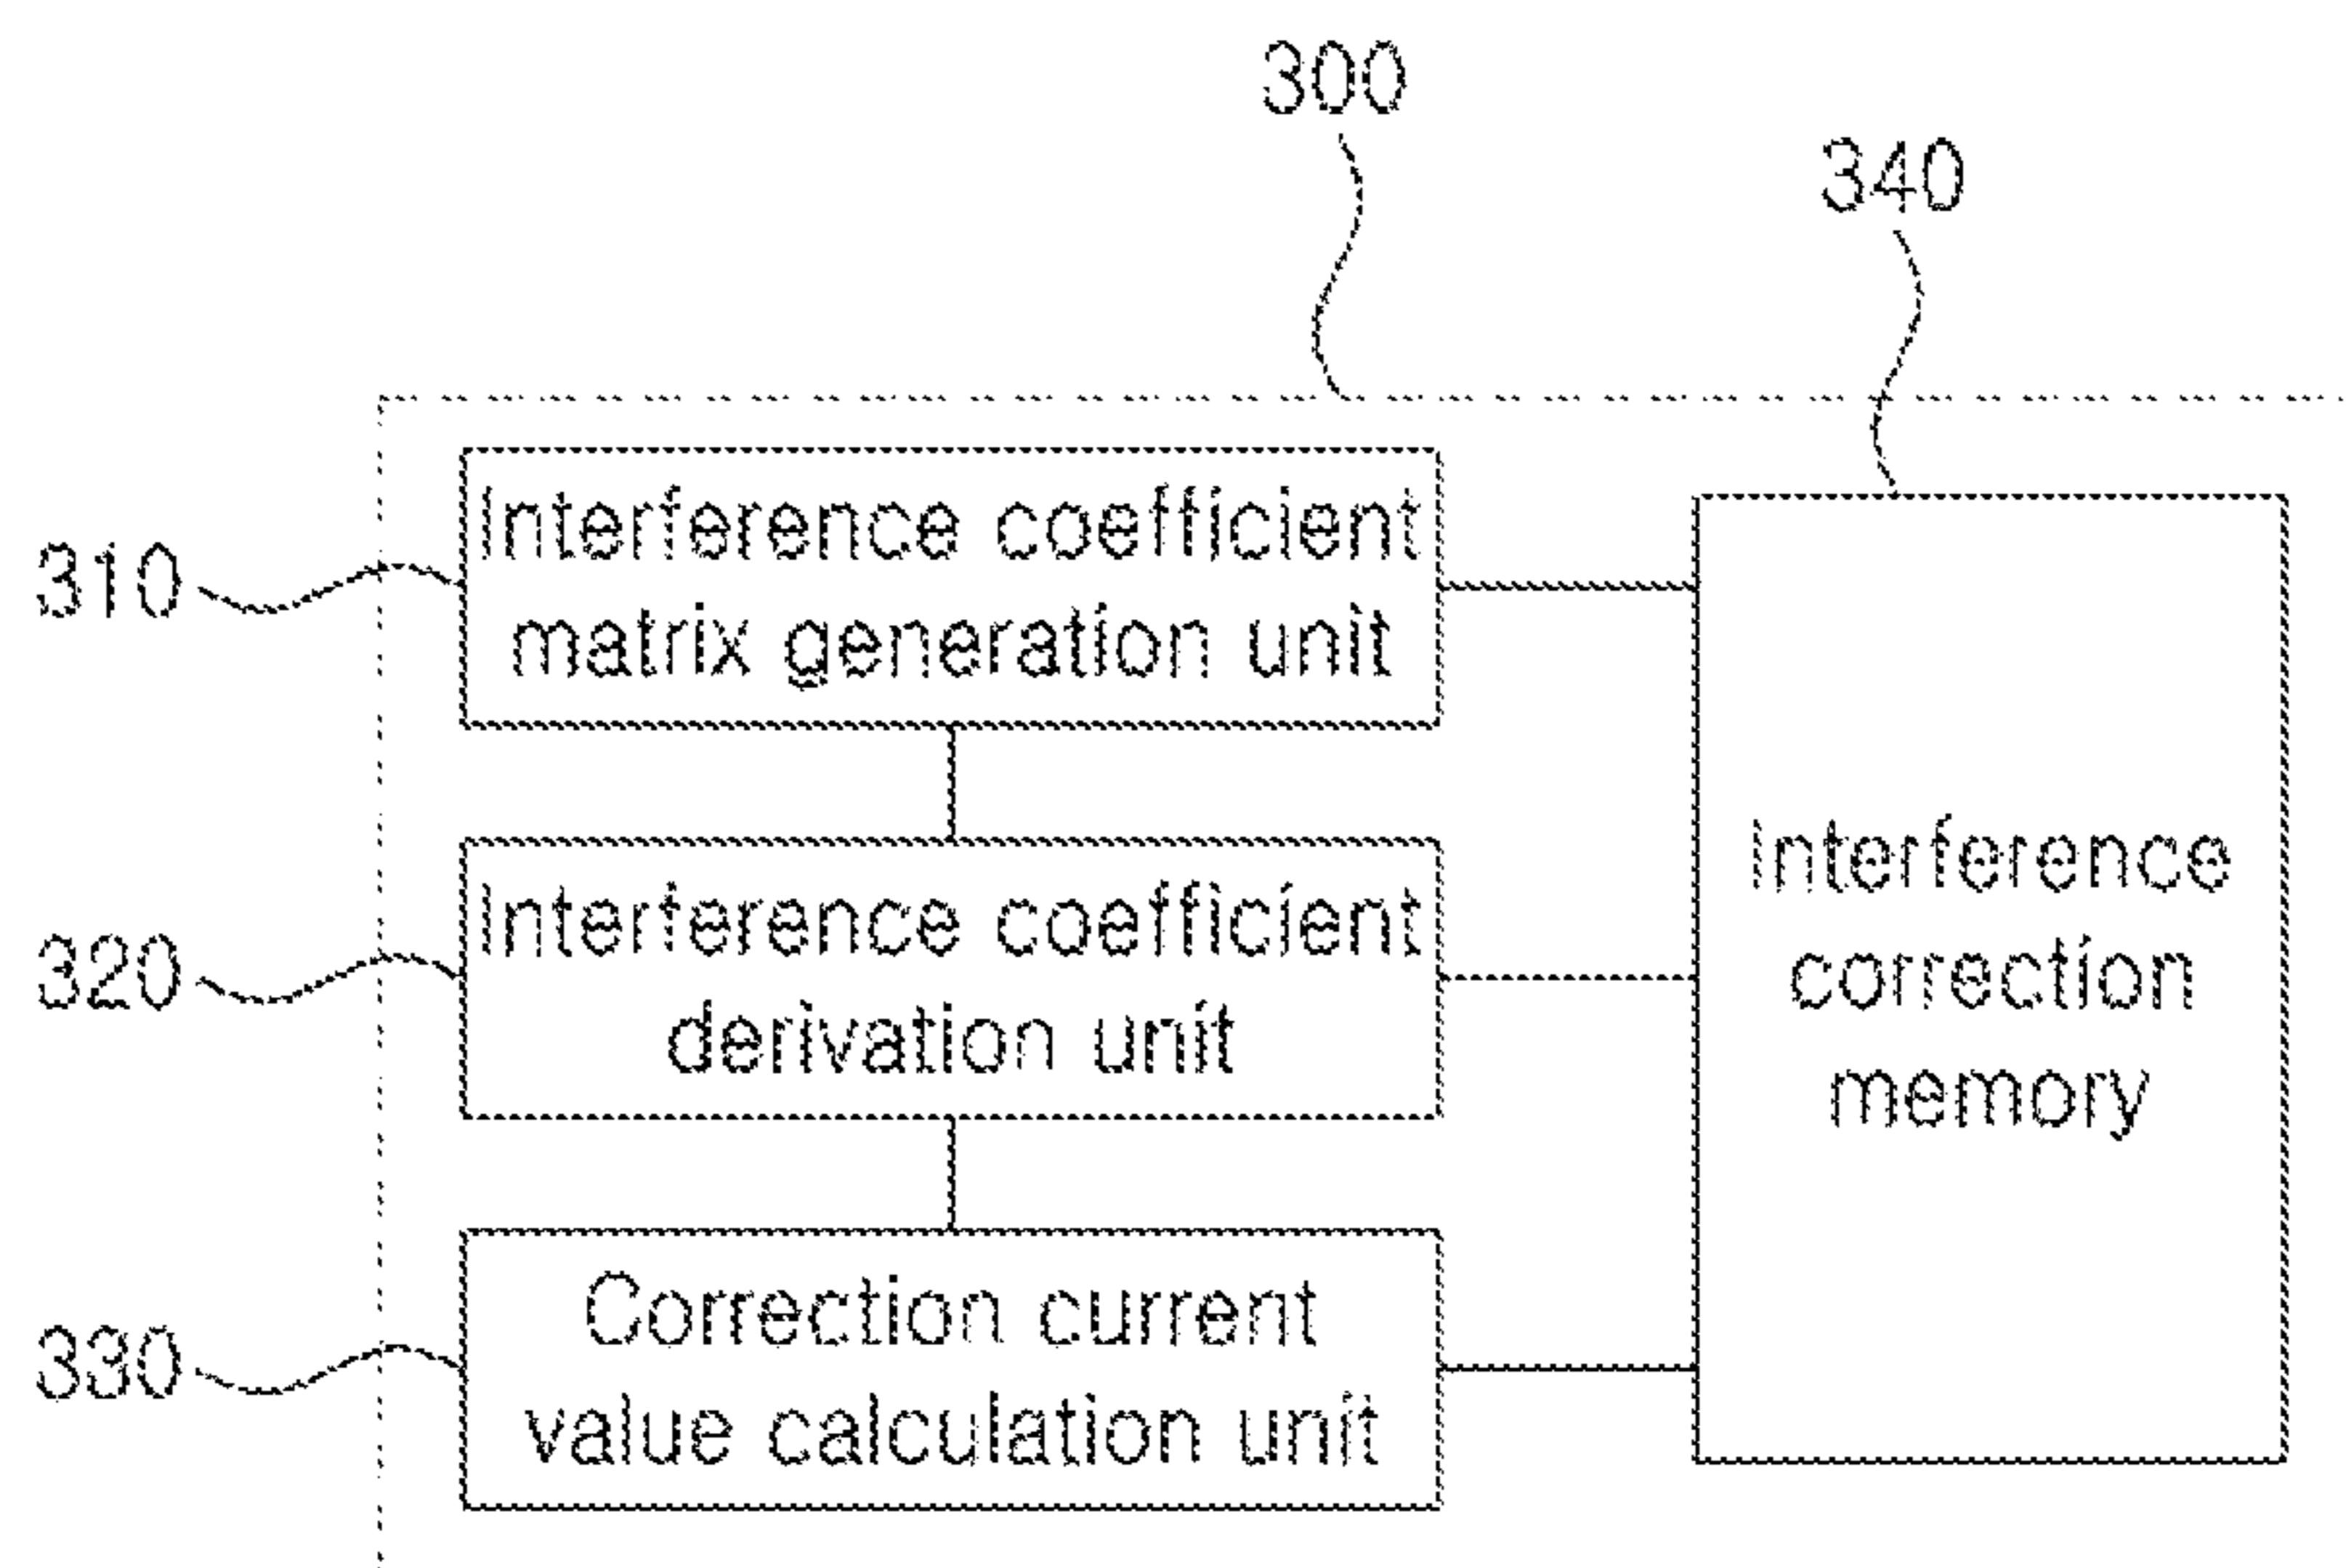 300
340
310
Interference coefficient
matrix generation unit
320
Interference coefficient
derivation unit
330
Correction current
value calculation unit
Interference
correction
memory